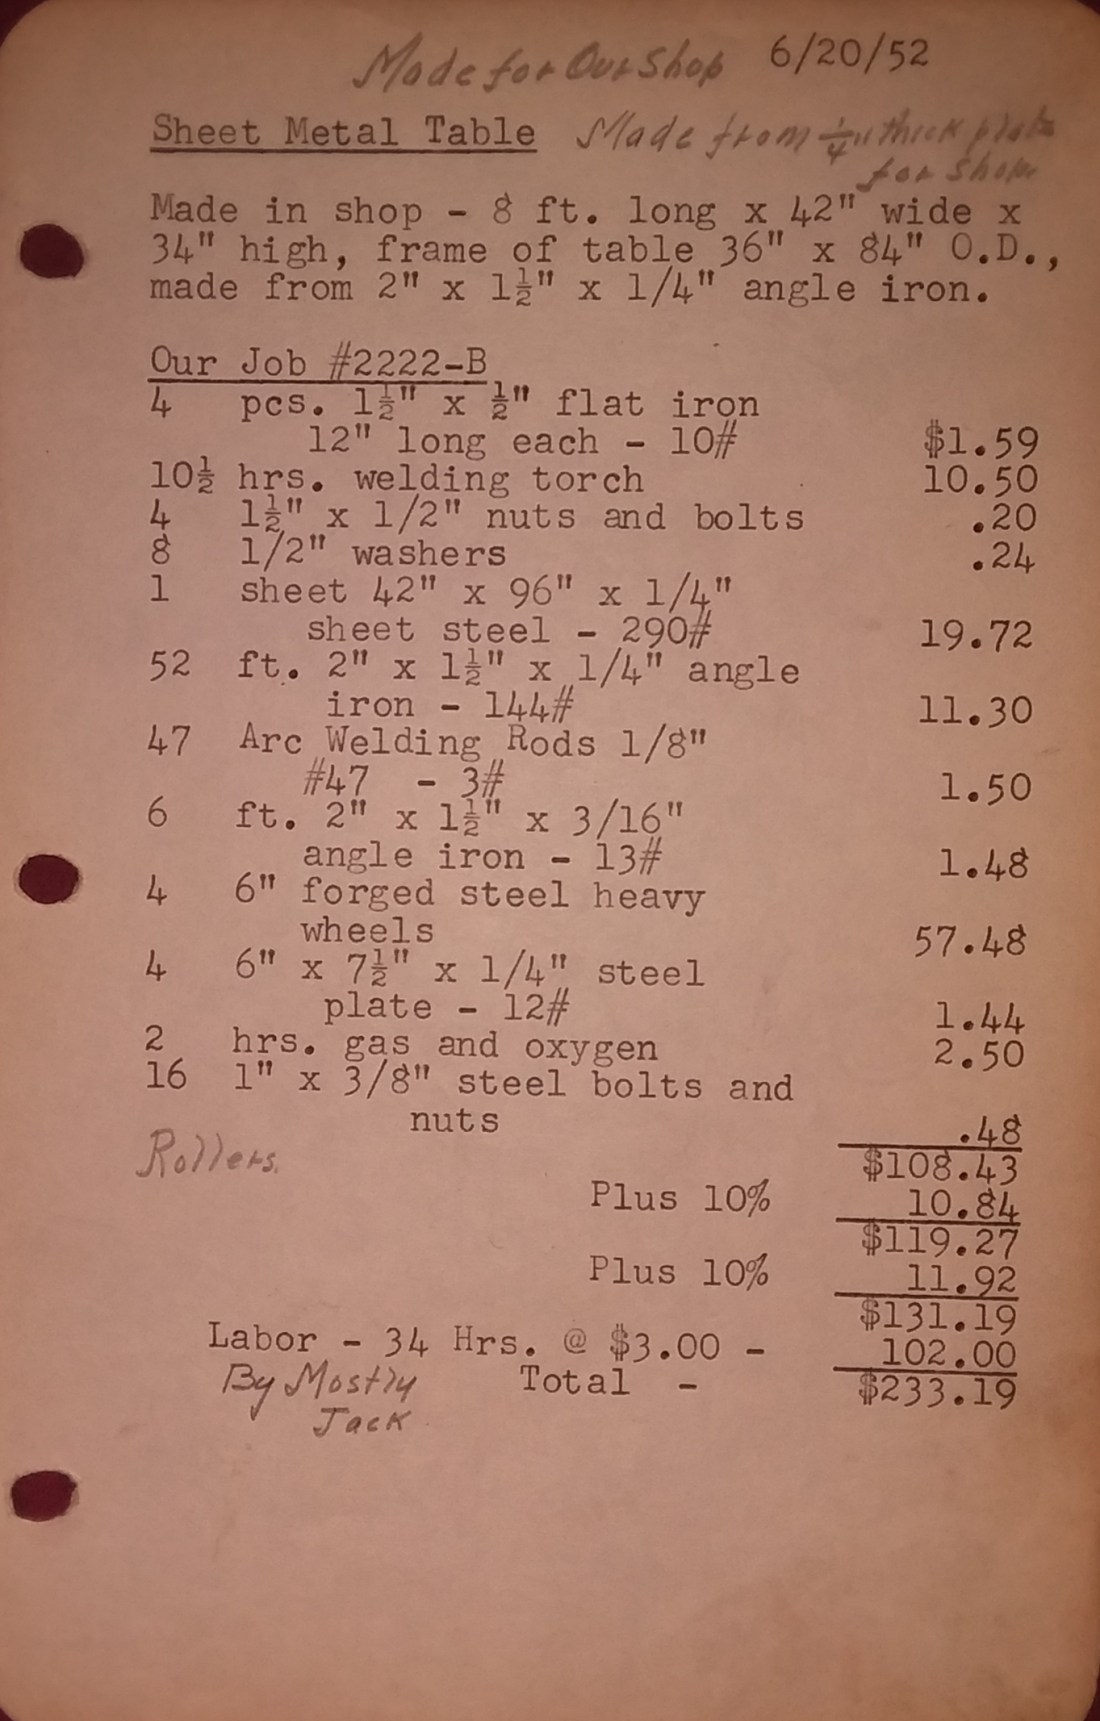 Made for Our Shop 6/20/52
Sheet Metal Table Made from 1/4" thick plate
for shop
Made in shop - 8 ft. long x 42" wide x
34" high, frame of table 36" x 84" O.D.,
made from 2" x 1½" x 1/4" angle iron.
Our Job #2222-B
4 pcs. 1½" x ½" flat iron
12" long each - 10# $1.59
10½ hrs. welding torch 10.50
4 1½" x 1/2" nuts and bolts .20
8 1/2" washers .24
1 sheet 42" x 96" x 1/4"
sheet steel - 290# 19.72
52 ft. 2" x 1½" x 1/4" angle
iron - 144# 11.30
47 Arc Welding Rods 1/8"
#47 - 3# 1.50
6 ft. 2" x 1½" x 3/16"
angle iron - 13# 1.48
4 6" forged steel heavy
wheels 57.48
4 6" x 7½" x 1/4" steel
plate - 12# 1.44
2 hrs. gas and oxygen 2.50
16 1" x 3/8" steel bolts and
nuts .48
Rollers. $108.43
Plus 10% 10.84
$119.27
Plus 10% 11.92
$131.19
Labor - 34 Hrs. @ $3.00 - 102.00
By Mostly Total - $233.19
Jack